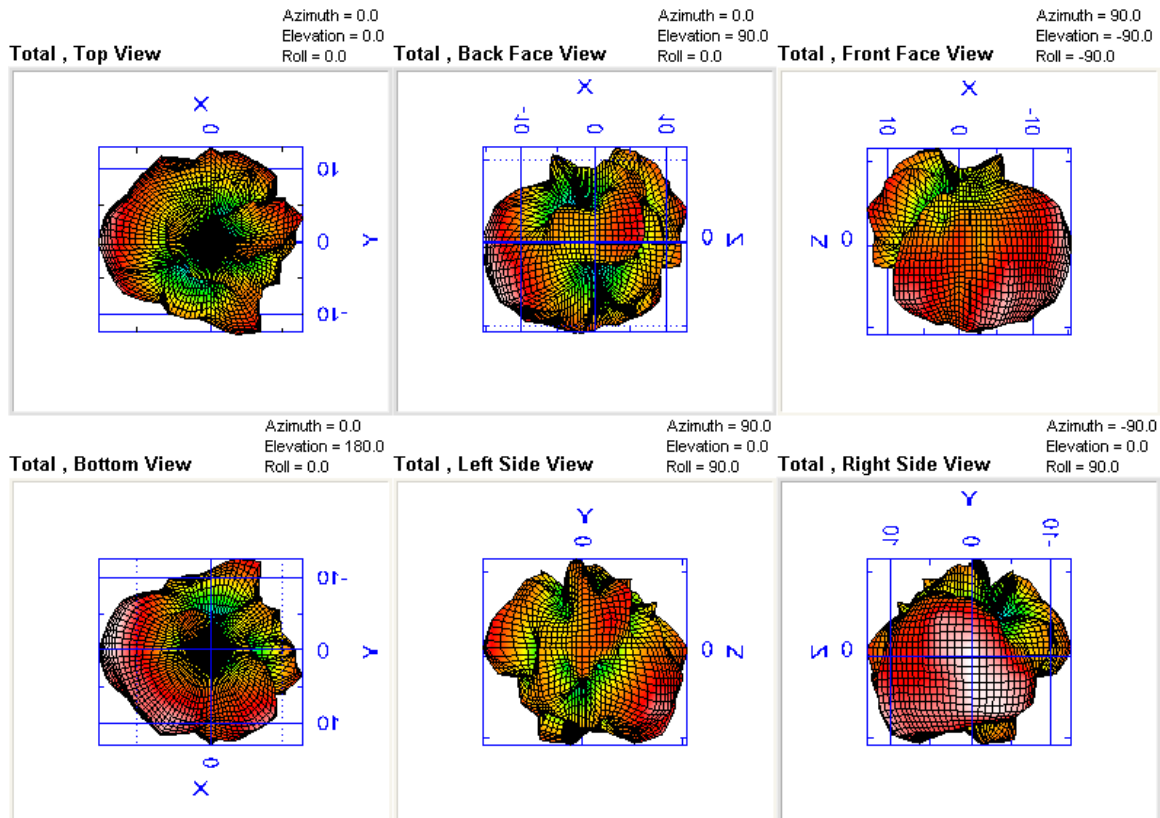 Azimuth = 0.0
Elevation = 0.0
Roll = 0.0
Total , Top View
X
0
10
0
-10
Y
Azimuth = 0.0
Elevation = 90.0
Roll = 0.0
Total , Back Face View
X
-10
0
10
0
Z
Azimuth = 90.0
Elevation = -90.0
Roll = -90.0
Total , Front Face View
X
10
0
-10
Z
0
Azimuth = 0.0
Elevation = 180.0
Roll = 0.0
Total , Bottom View
-10
0
10
Y
0
X
Azimuth = 90.0
Elevation = 0.0
Roll = 90.0
Total , Left Side View
Y
0
0
Z
Azimuth = -90.0
Elevation = 0.0
Roll = 90.0
Total , Right Side View
Y
10
0
-10
Z
0